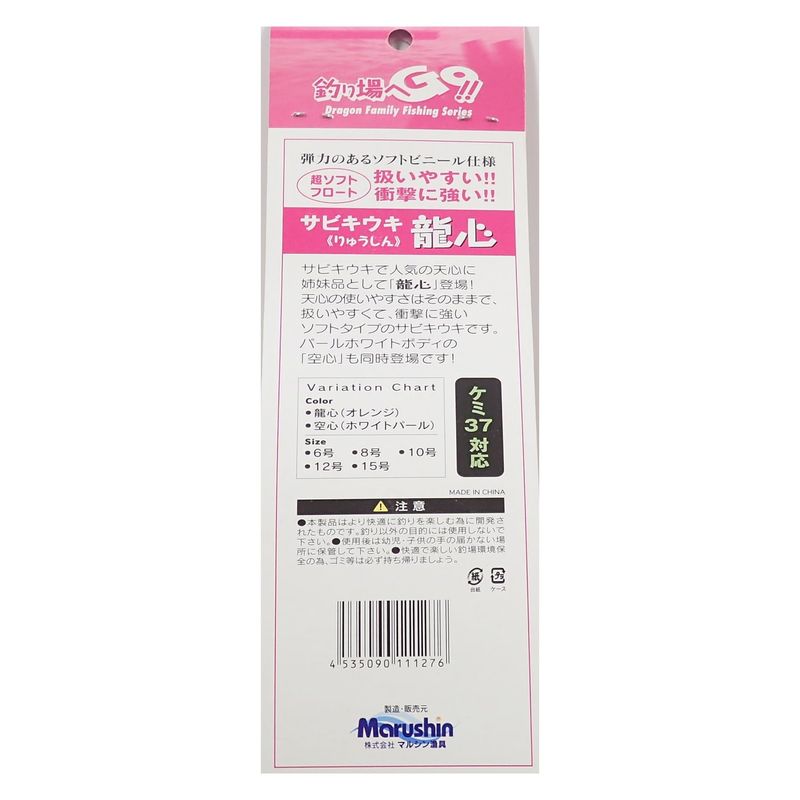 釣り場へGO!!
Dragon Family Fishing Series
弾力のあるソフトビニール仕様
超ソフト
フロート
扱いやすい!!
衝撃に強い!!
サビキウキ
《りゅうしん》
龍心
サビキウキで人気の天心に
姉妹品として「龍心」登場!
天心の使いやすさはそのままで、
扱いやすくて、衝撃に強い
ソフトタイプのサビキウキです。
パールホワイトボディの
「空心」も同時登場です!
Variation Chart
Color
●龍心(オレンジ)
●空心(ホワイトパール)
Size
●6号 ●8号 ●10号
●12号 ●15号
ケミ37対応
MADE IN CHINA
注意
●本製品はより快適に釣りを楽しむ為に開発さ
れたものです。釣り以外の目的には使用しないで
下さい。●使用後は幼児・子供の手の届かない場
所に保管して下さい。●快適で楽しい釣場環境保
全の為、ゴミ等は必ず持ち帰りましょう。
紙 プラ
台紙 ケース
4 535090 111276
製造・販売元
Marushin
株式会社 マルシン漁具